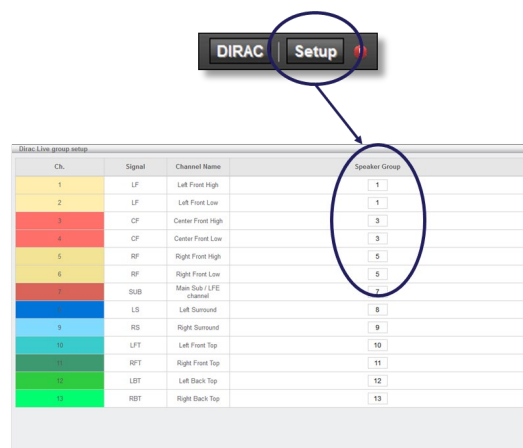 DIRAC Setup
Dirac Live group setup
Ch. Signal Channel Name Speaker Group
1 LF Left Front High 1
2 LF Left Front Low 1
3 CF Center Front High 3
4 CF Center Front Low 3
5 RF Right Front High 5
6 RF Right Front Low 5
7 SUB Main Sub / LFE channel 7
LS Left Surround 8
9 RS Right Surround 9
10 LFT Left Front Top 10
11 RFT Right Front Top 11
12 LBT Left Back Top 12
13 RBT Right Back Top 13